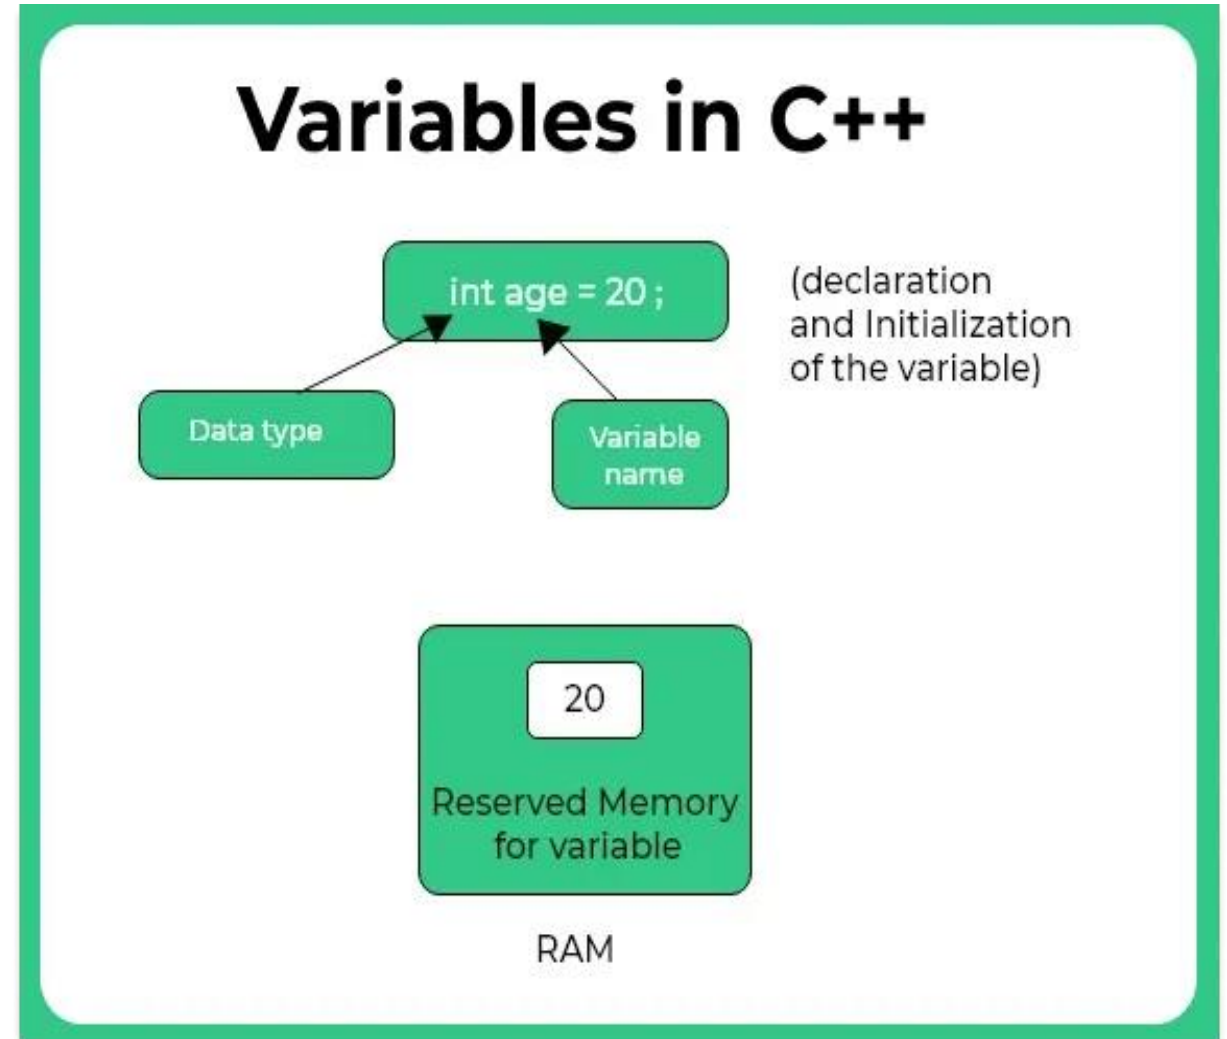 Variables in C++
int age = 20 ;
(declaration
and Initialization
of the variable)
Data type
Variable
name
20
Reserved Memory
for variable
RAM